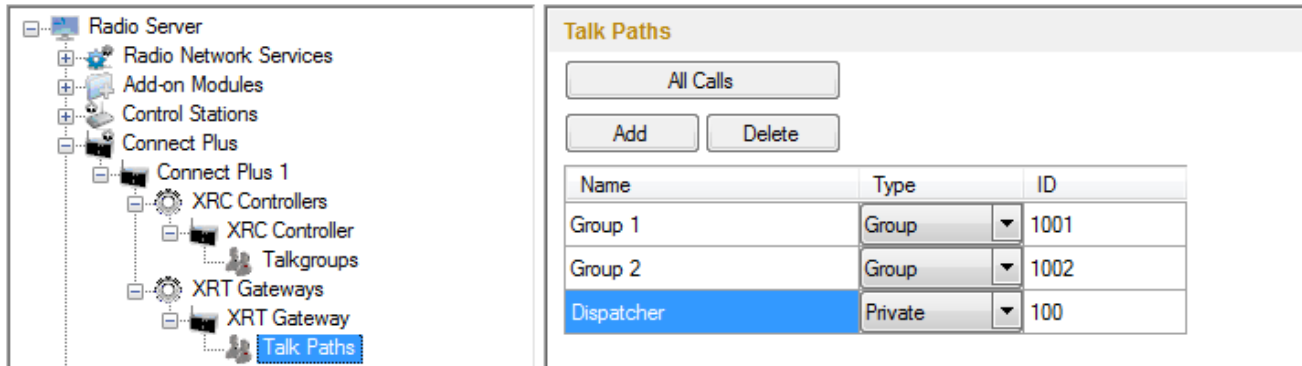 Radio Server
Radio Network Services
Add-on Modules
Control Stations
Connect Plus
Connect Plus 1
XRC Controllers
XRC Controller
Talkgroups
XRT Gateways
XRT Gateway
Talk Paths
Talk Paths
All Calls
Add Delete
Name Type ID
Group 1 Group 1001
Group 2 Group 1002
Dispatcher Private 100